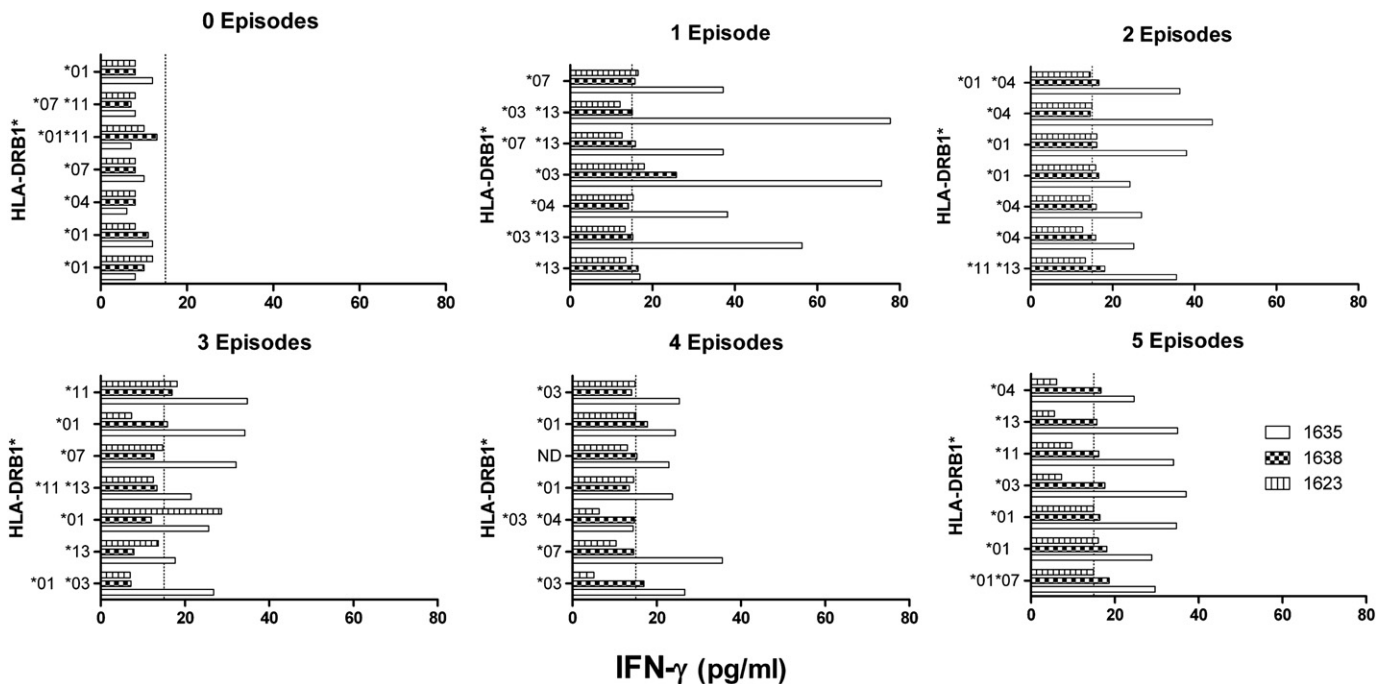 0 Episodes
HLA-DRB1*
*01
*07 *11
*01*11
*07
*04
*01
*01
0 20 40 60 80
1 Episode
HLA-DRB1*
*07
*03 *13
*07 *13
*03
*04
*03 *13
*13
0 20 40 60 80
2 Episodes
HLA-DRB1*
*01 *04
*04
*01
*01
*04
*04
*11 *13
0 20 40 60 80
3 Episodes
HLA-DRB1*
*11
*01
*07
*11 *13
*01
*13
*01 *03
0 20 40 60 80
4 Episodes
HLA-DRB1*
*03
*01
ND
*01
*03 *04
*07
*03
0 20 40 60 80
5 Episodes
HLA-DRB1*
*04
*13
*11
*03
*01
*01
*01*07
0 20 40 60 80
1635
1638
1623
IFN-γ (pg/ml)